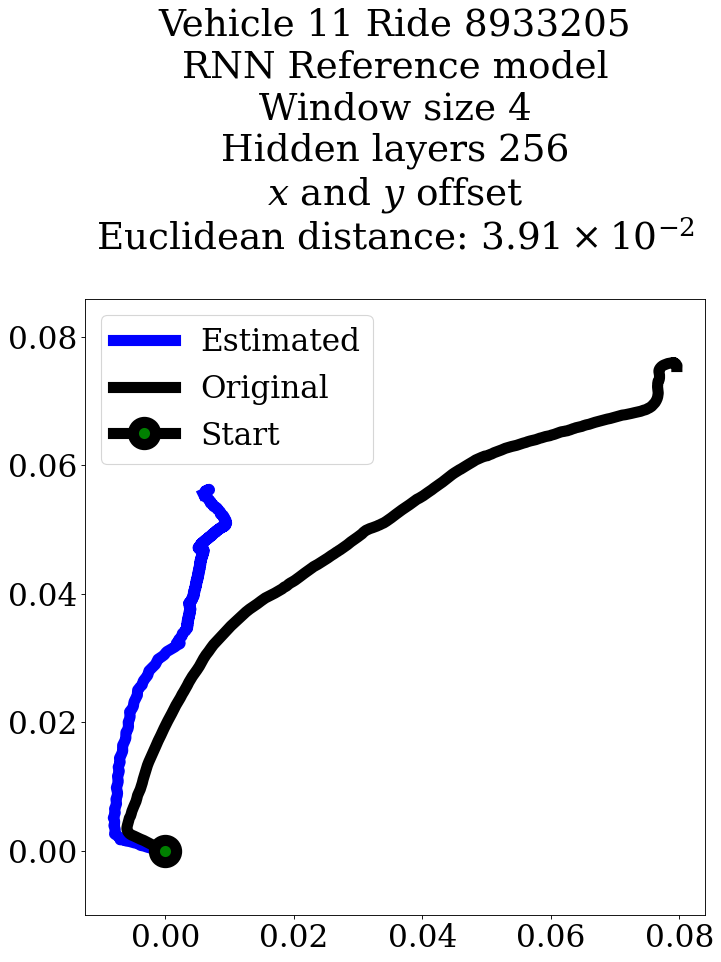 Vehicle 11 Ride 8933205
RNN Reference model
Window size 4
Hidden layers 256
x and y offset
Euclidean distance: 3.91 × 10⁻²
Estimated
Original
Start
0.08
0.06
0.04
0.02
0.00
0.00 0.02 0.04 0.06 0.08